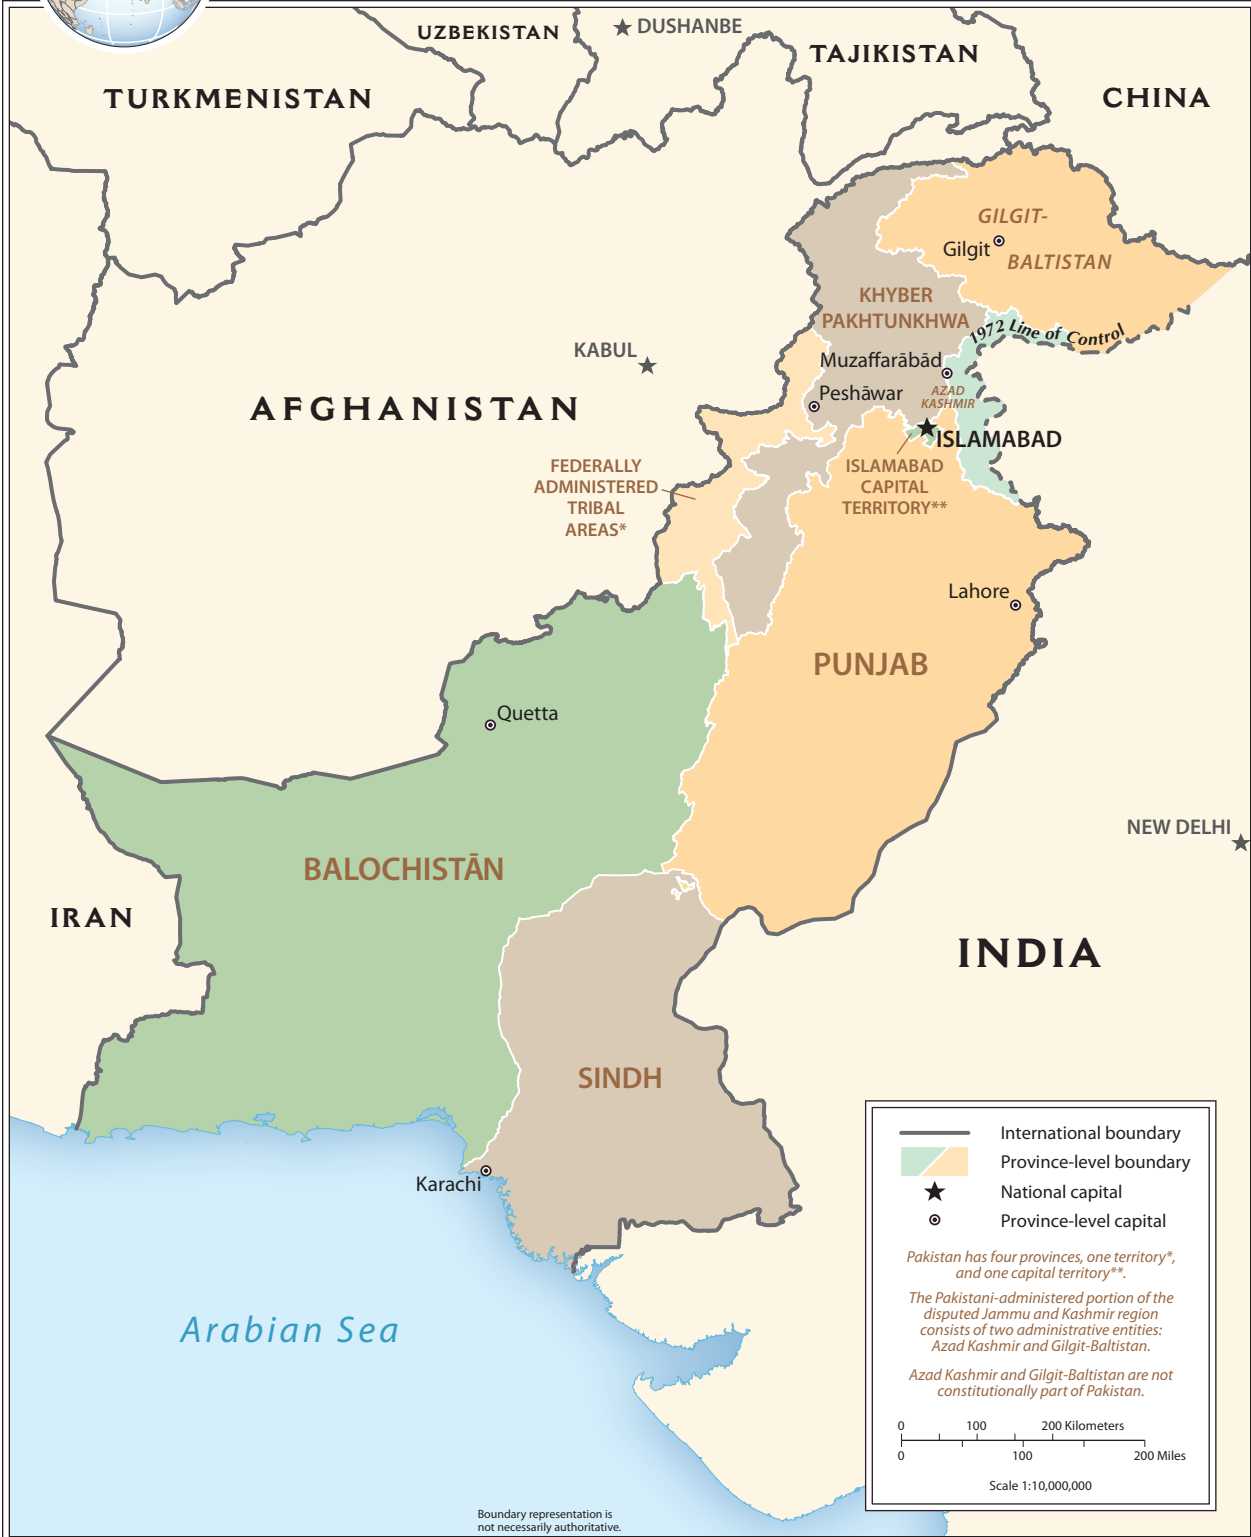 UZBEKISTAN
DUSHANBE
TAJIKISTAN
TURKMENISTAN
CHINA
GILGIT-
Gilgit
BALTISTAN
KHYBER
PAKHTUNKHWA
1972 Line of Control
KABUL
Muzaffarābād
AFGHANISTAN
Peshāwar
AZAD
KASHMIR
ISLAMABAD
FEDERALLY
ADMINISTERED
TRIBAL
AREAS*
ISLAMABAD
CAPITAL
TERRITORY**
Lahore
PUNJAB
Quetta
NEW DELHI
BALOCHISTĀN
IRAN
INDIA
SINDH
Karachi
Arabian Sea
International boundary
Province-level boundary
National capital
Province-level capital
Pakistan has four provinces, one territory*,
and one capital territory**.
The Pakistani-administered portion of the
disputed Jammu and Kashmir region
consists of two administrative entities:
Azad Kashmir and Gilgit-Baltistan.
Azad Kashmir and Gilgit-Baltistan are not
constitutionally part of Pakistan.
0 100 200 Kilometers
0 100 200 Miles
Scale 1:10,000,000
Boundary representation is
not necessarily authoritative.